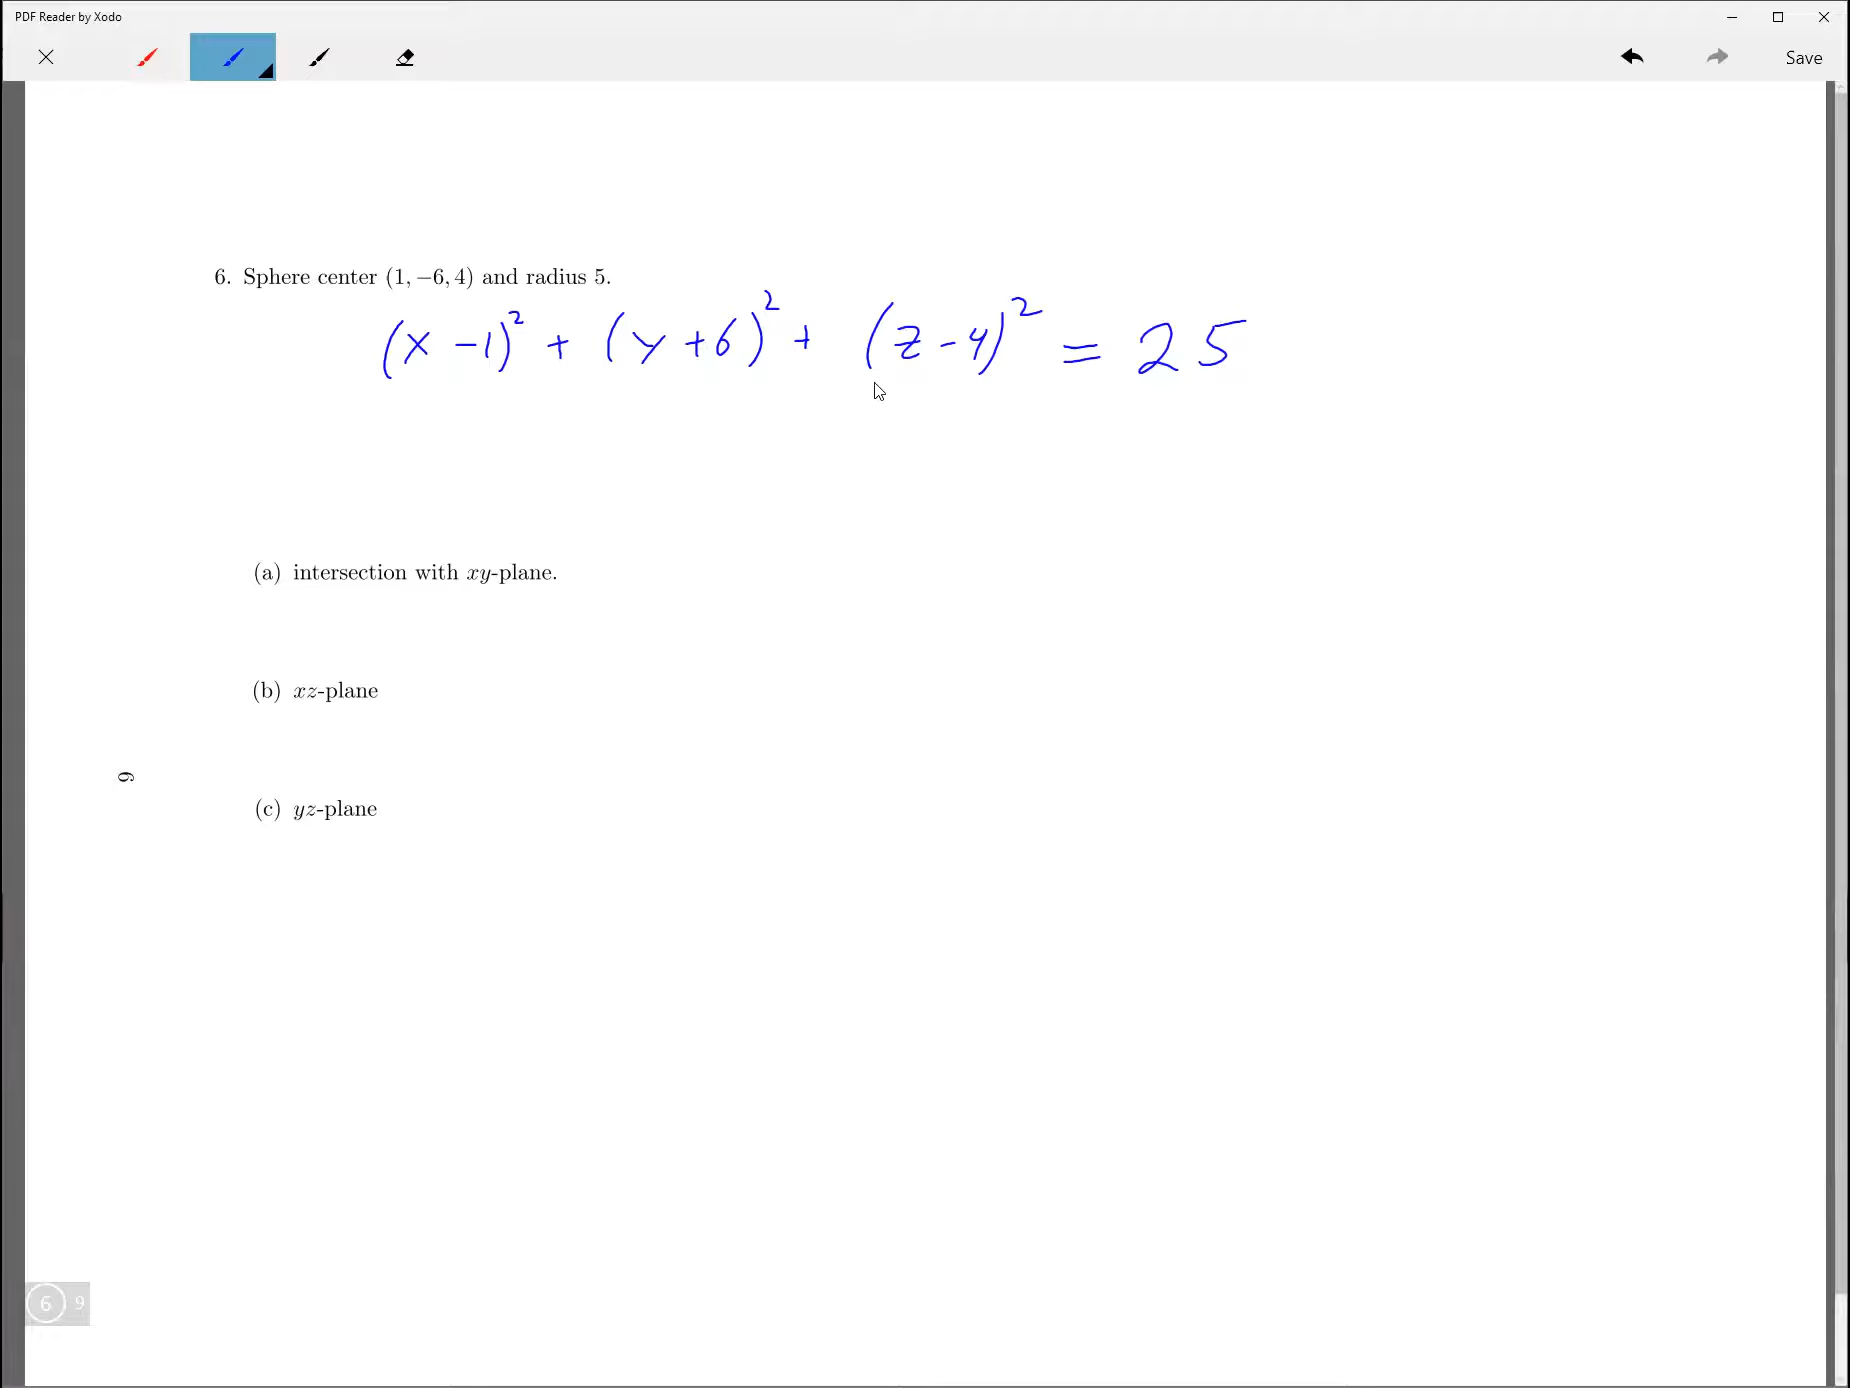 PDF Reader by Xodo
Save
6. Sphere center (1, −6, 4) and radius 5.
(x − 1)² + (y + 6)² + (z − 4)² = 25
(a) intersection with xy-plane.
(b) xz-plane
6
(c) yz-plane
6 9